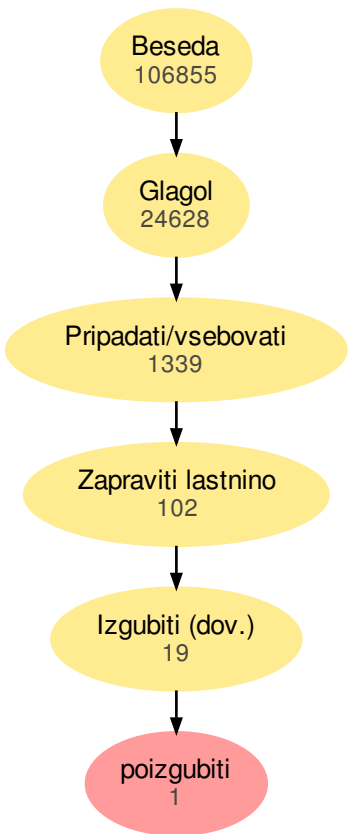 Beseda
106855
Glagol
24628
Pripadati/vsebovati
1339
Zapraviti lastnino
102
Izgubiti (dov.)
19
poizgubiti
1